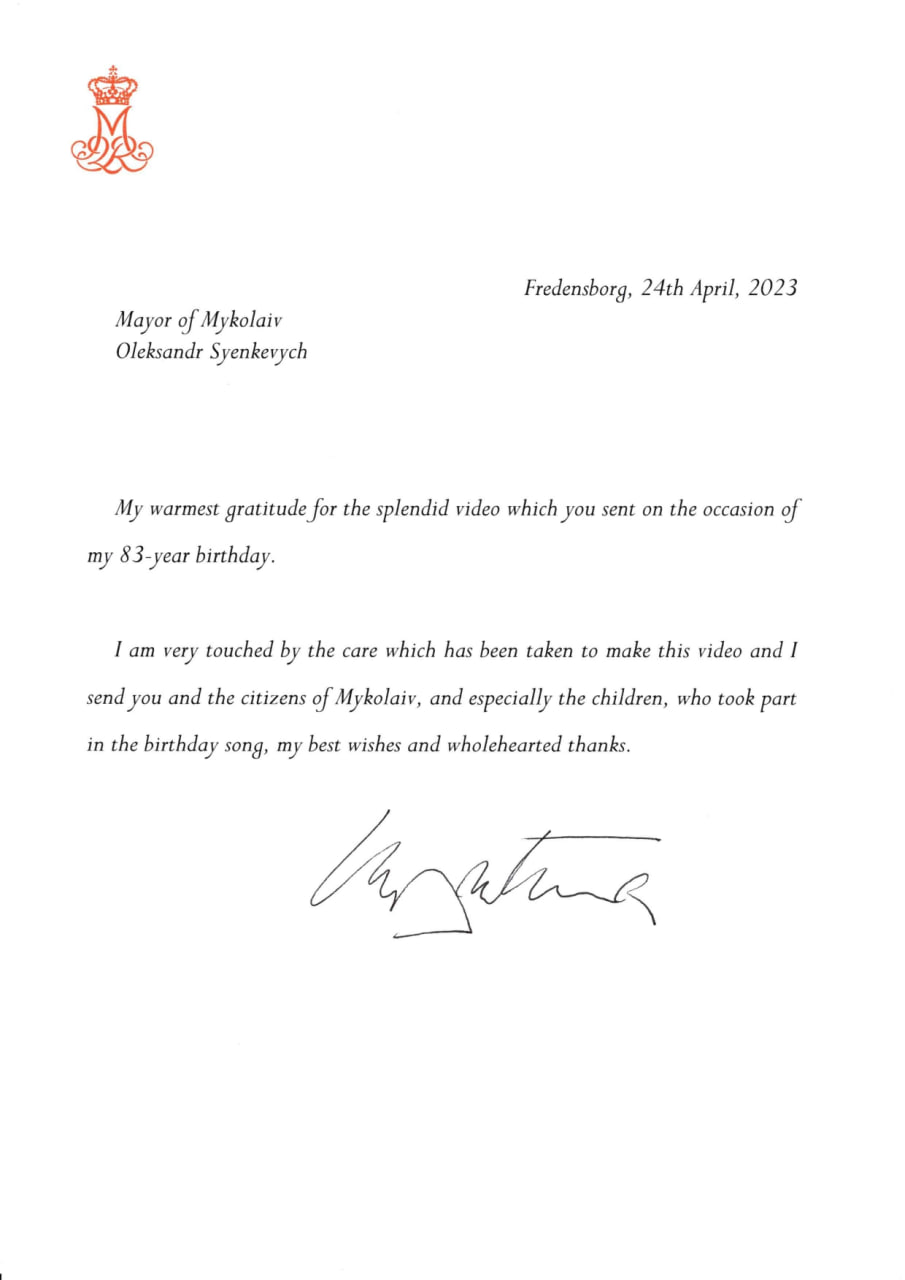 Fredensborg, 24th April, 2023
Mayor of Mykolaiv
Oleksandr Syenkevych
My warmest gratitude for the splendid video which you sent on the occasion of
my 83-year birthday.
I am very touched by the care which has been taken to make this video and I
send you and the citizens of Mykolaiv, and especially the children, who took part
in the birthday song, my best wishes and wholehearted thanks.